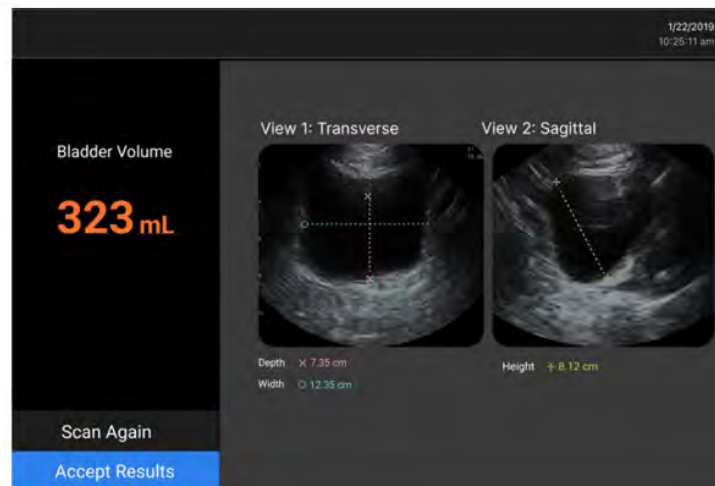 1/22/2019
10:25:11 am
Bladder Volume
323 mL
View 1: Transverse
View 2: Sagittal
Depth × 7.35 cm
Width ○ 12.35 cm
Height + 8.12 cm
Scan Again
Accept Results